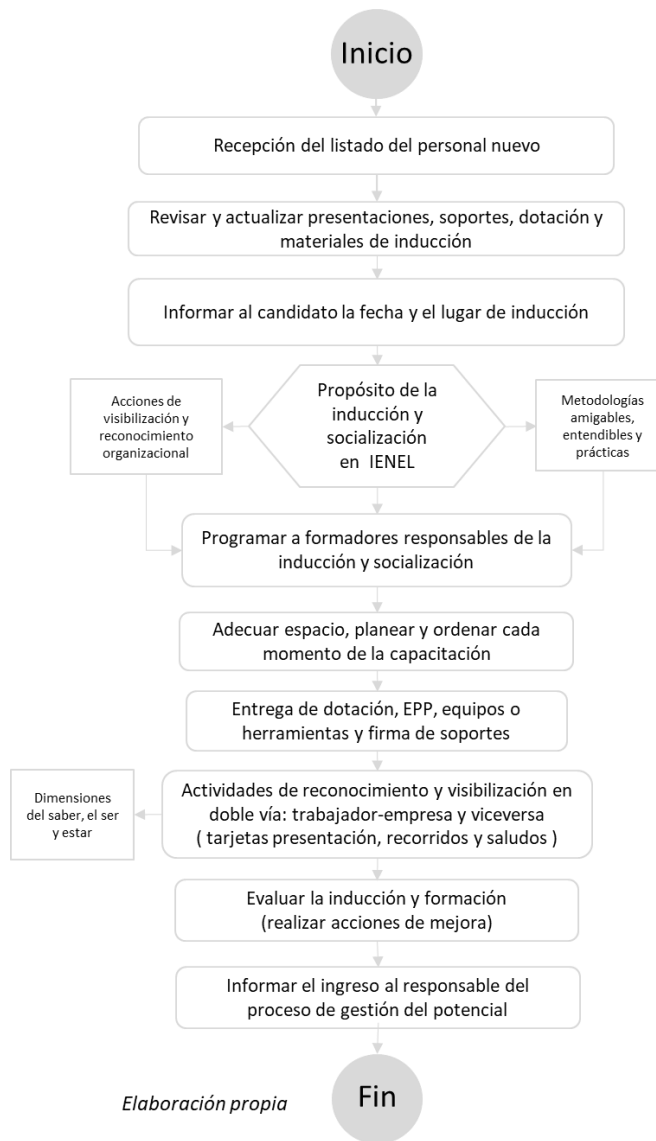 Inicio
Recepción del listado del personal nuevo
Revisar y actualizar presentaciones, soportes, dotación y
materiales de inducción
Informar al candidato la fecha y el lugar de inducción
Acciones de
visibilización y
reconocimiento
organizacional
Propósito de la
inducción y
socialización
en IENEL
Metodologías
amigables,
entendibles y
prácticas
Programar a formadores responsables de la
inducción y socialización
Adecuar espacio, planear y ordenar cada
momento de la capacitación
Entrega de dotación, EPP, equipos o
herramientas y firma de soportes
Dimensiones
del saber, el ser
y estar
Actividades de reconocimiento y visibilización en
doble vía: trabajador-empresa y viceversa
( tarjetas presentación, recorridos y saludos )
Evaluar la inducción y formación
(realizar acciones de mejora)
Informar el ingreso al responsable del
proceso de gestión del potencial
Elaboración propia
Fin